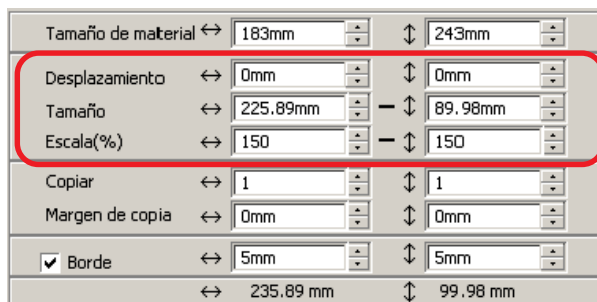 Tamaño de material ↔ 183mm ↕ 243mm
Desplazamiento ↔ 0mm ↕ 0mm
Tamaño ↔ 225.89mm ↕ 89.98mm
Escala(%) ↔ 150 ↕ 150
Copiar ↔ 1 ↕ 1
Margen de copia ↔ 0mm ↕ 0mm
Borde ↔ 5mm ↕ 5mm
↔ 235.89 mm ↕ 99.98 mm